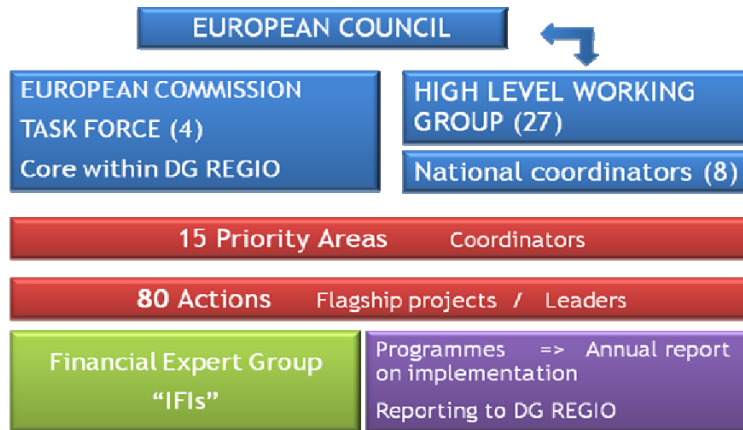 EUROPEAN COUNCIL
EUROPEAN COMMISSION
TASK FORCE (4)
Core within DG REGIO
HIGH LEVEL WORKING
GROUP (27)
National coordinators (8)
15 Priority Areas Coordinators
80 Actions Flagship projects / Leaders
Financial Expert Group
“IFIs”
Programmes => Annual report
on implementation
Reporting to DG REGIO